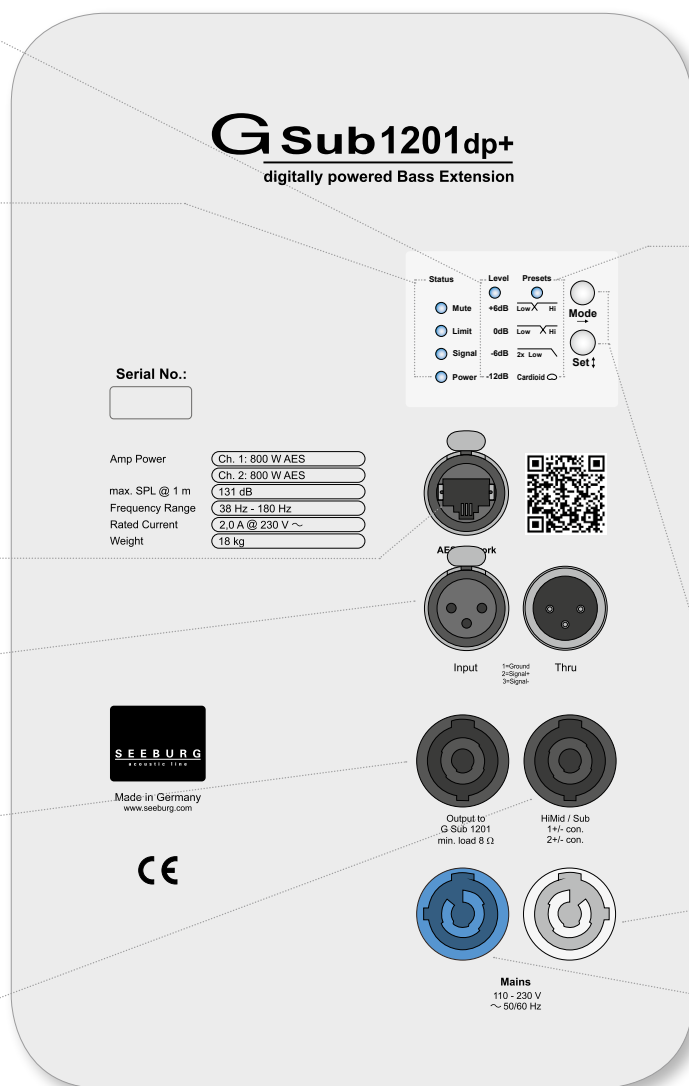 G Sub 1201 dp+
digitally powered Bass Extension
Status Level Presets
Mute +6dB Low Hi
Mode
→
Limit 0dB Low Hi
Signal -6dB 2x Low
Set ↕
Power -12dB Cardioid
Serial No.:
Amp Power Ch. 1: 800 W AES
Ch. 2: 800 W AES
max. SPL @ 1 m 131 dB
Frequency Range 38 Hz - 180 Hz
Rated Current 2,0 A @ 230 V ~
Weight 18 kg
Input
1=Ground
2=Signal+
3=Signal-
Thru
SEEBURG
acoustic line
Made in Germany
www.seeburg.com
CE
Output to
G Sub 1201
min. load 8 Ω
HiMid / Sub
1+/- con.
2+/- con.
Mains
110 - 230 V
~ 50/60 Hz